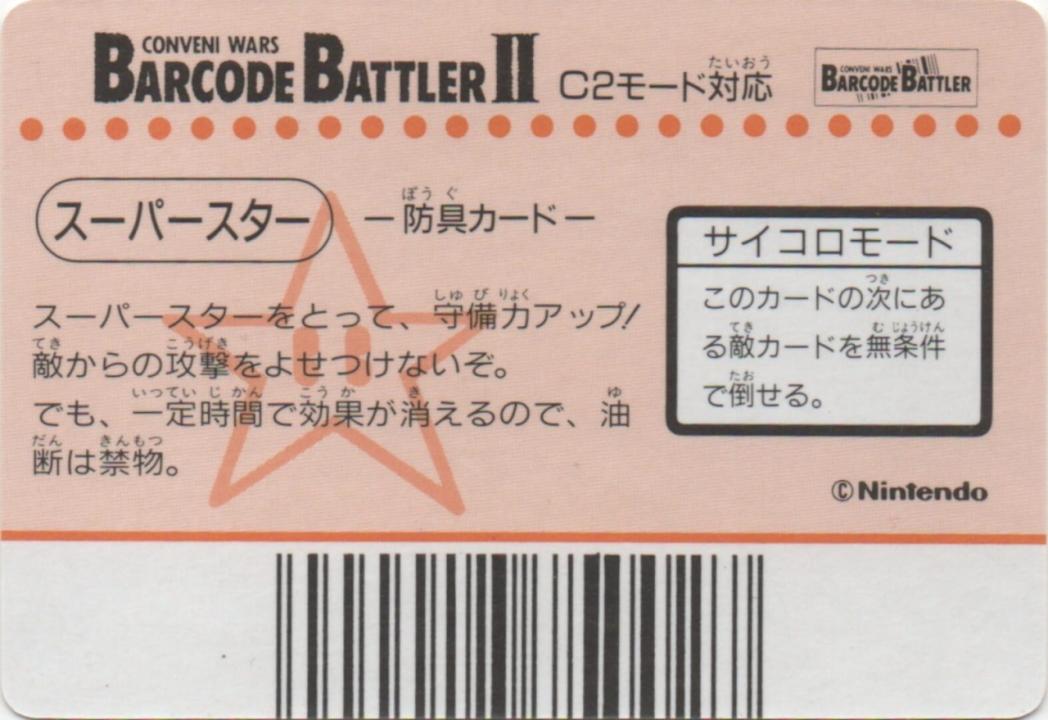 CONVENI WARS
BARCODE BATTLER II C2モード対応
たいおう
CONVENI WARS
BARCODE BATTLER
スーパースター
ぼうぐ
－防具カード－
しゅびりょく
スーパースターをとって、守備力アップ!
てき こうげき
敵からの攻撃をよせつけないぞ。
いってい じかん こうか き ゆ
でも、一定時間で効果が消えるので、油
だん きんもつ
断は禁物。
サイコロモード
つき
このカードの次にあ
てき むじょうけん
る敵カードを無条件
たお
で倒せる。
©Nintendo